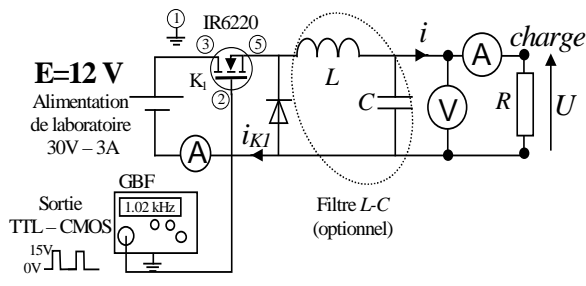 1
IR6220
3
5
K1
2
E=12 V
Alimentation
de laboratoire
30V – 3A
A
iK1
L
C
i
A
V
charge
R
U
Filtre L-C
(optionnel)
GBF
1.02 kHz
Sortie
TTL – CMOS
15V
0V